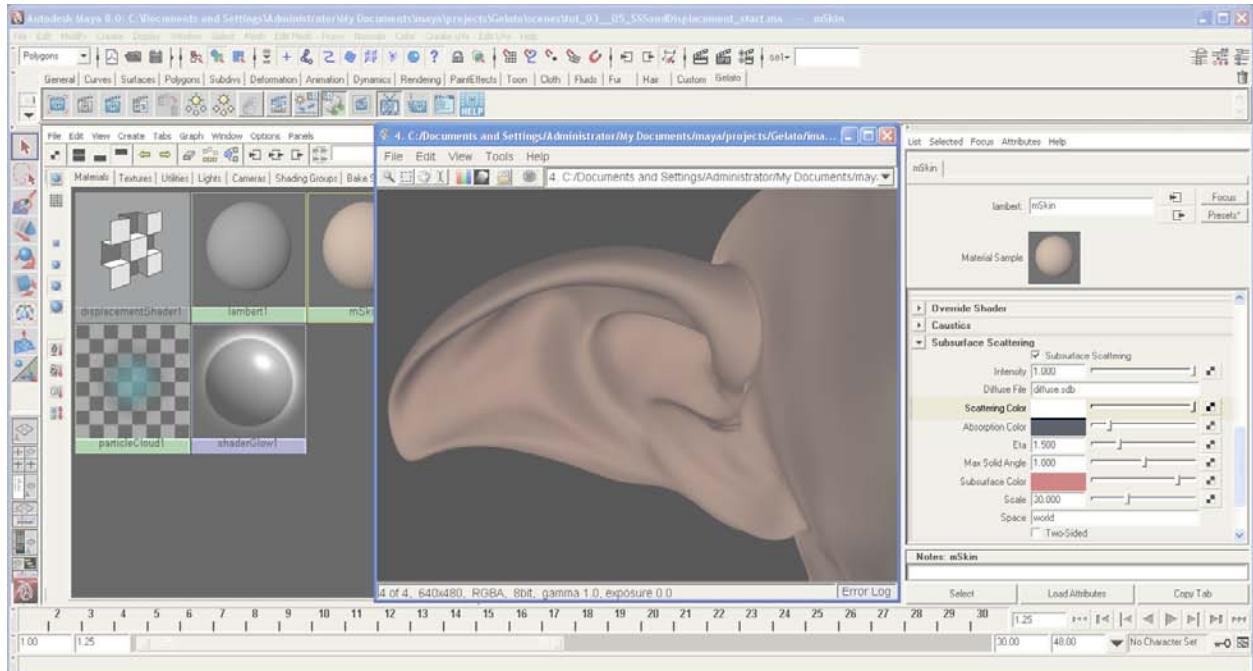 Autodesk Maya 8.0: C:\Documents and Settings\Administrator\My Documents\maya\projects\Gelato\scenes\tut_03__05_SSSandDisplacement_start.ma --- mSkin
Polygons
sel-
General Curves Surfaces Polygons Subdivs Deformation Animation Dynamics Rendering PaintEffects Toon Cloth Fluids Fur Hair Custom Gelato
HELP
File Edit View Create Tabs Graph Window Options Panels
Materials Textures Utilities Lights Cameras Shading Groups Bake S
displacementShader1
lambert1
mSki
particleCloud1
shaderGlow1
4. C:/Documents and Settings/Administrator/My Documents/maya/projects/Gelato/ima...
File Edit View Tools Help
4 C:/Documents and Settings/Administrator/My Documents/may.
4 of 4, 640x480, RGBA, 8bit, gamma 1.0, exposure 0.0
Error Log
List Selected Focus Attributes Help
mSkin
lambert: mSkin
Focus
Presets*
Material Sample
Override Shader
Caustics
Subsurface Scattering
Subsurface Scattering
Intensity 1.000
Diffuse File diffuse.sdb
Scattering Color
Absorption Color
Eta 1.500
Max Solid Angle 1.000
Subsurface Color
Scale 30.000
Space world
Two-Sided
Notes: mSkin
Select Load Attributes Copy Tab
2 3 4 5 6 7 8 9 10 11 12 13 14 15 16 17 18 19 20 21 22 23 24 25 26 27 28 29 30
1.25
1.00 1.25 30.00 48.00 No Character Set